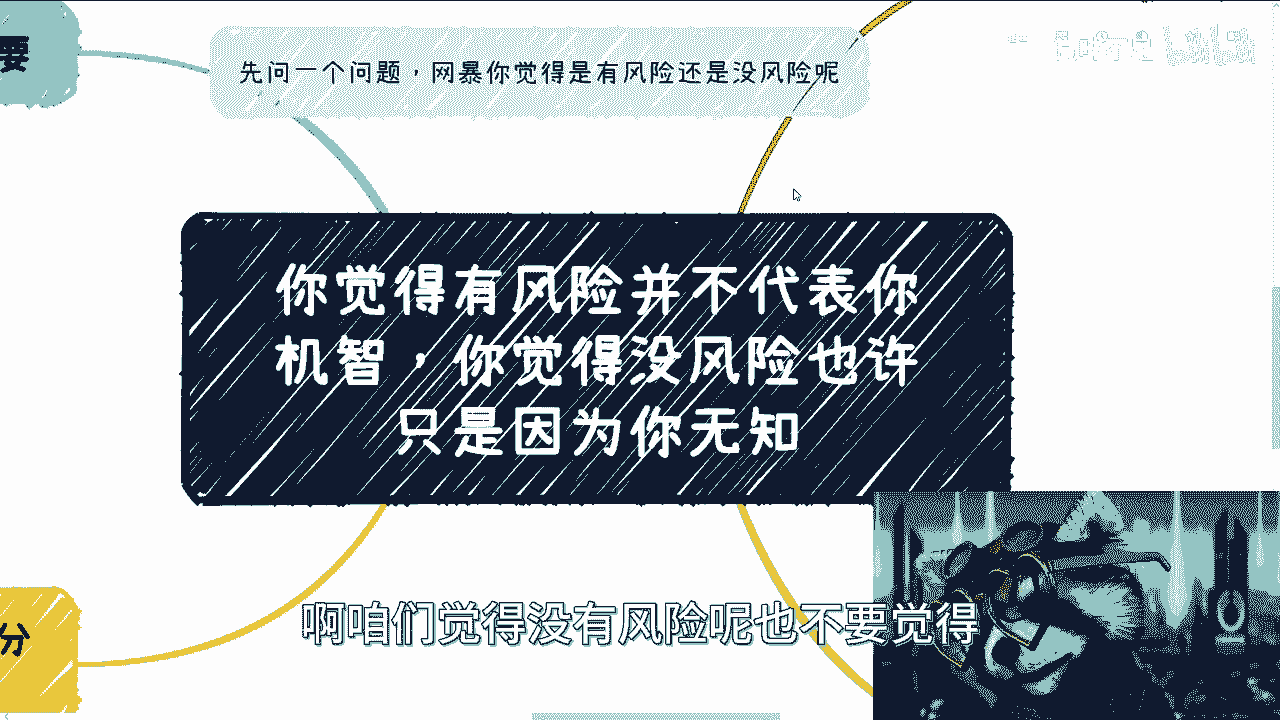 要
先问一个问题，网暴你觉得是有风险还是没风险呢
你觉得有风险并不代表你
机智，你觉得没风险也许
只是因为你无知
分
啊咱们觉得没有风险呢也不要觉得